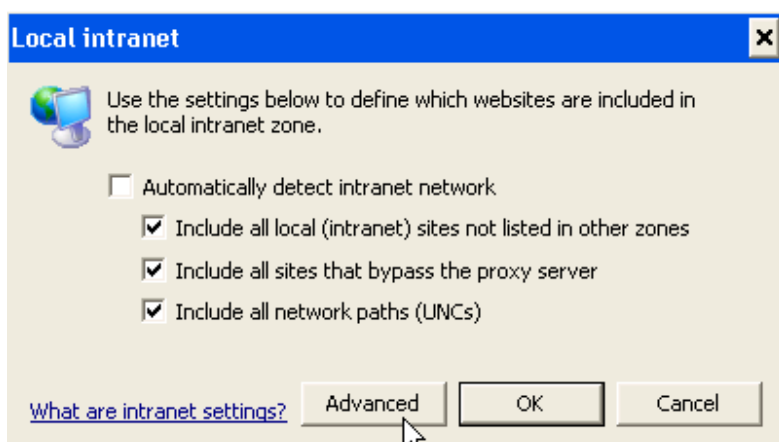 Local intranet
Use the settings below to define which websites are included in
the local intranet zone.
Automatically detect intranet network
Include all local (intranet) sites not listed in other zones
Include all sites that bypass the proxy server
Include all network paths (UNCs)
What are intranet settings? Advanced OK Cancel